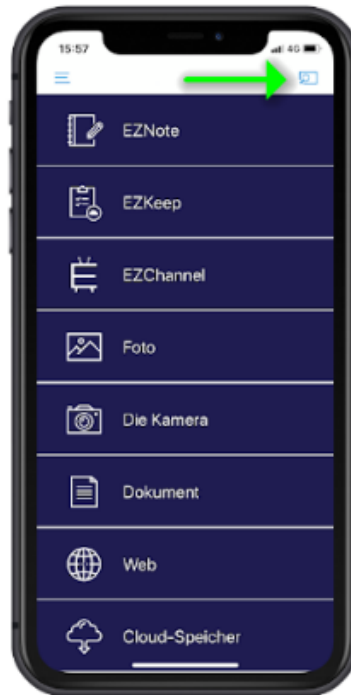 15:57
4G
EZNote
EZKeep
EZChannel
Foto
Die Kamera
Dokument
Web
Cloud-Speicher